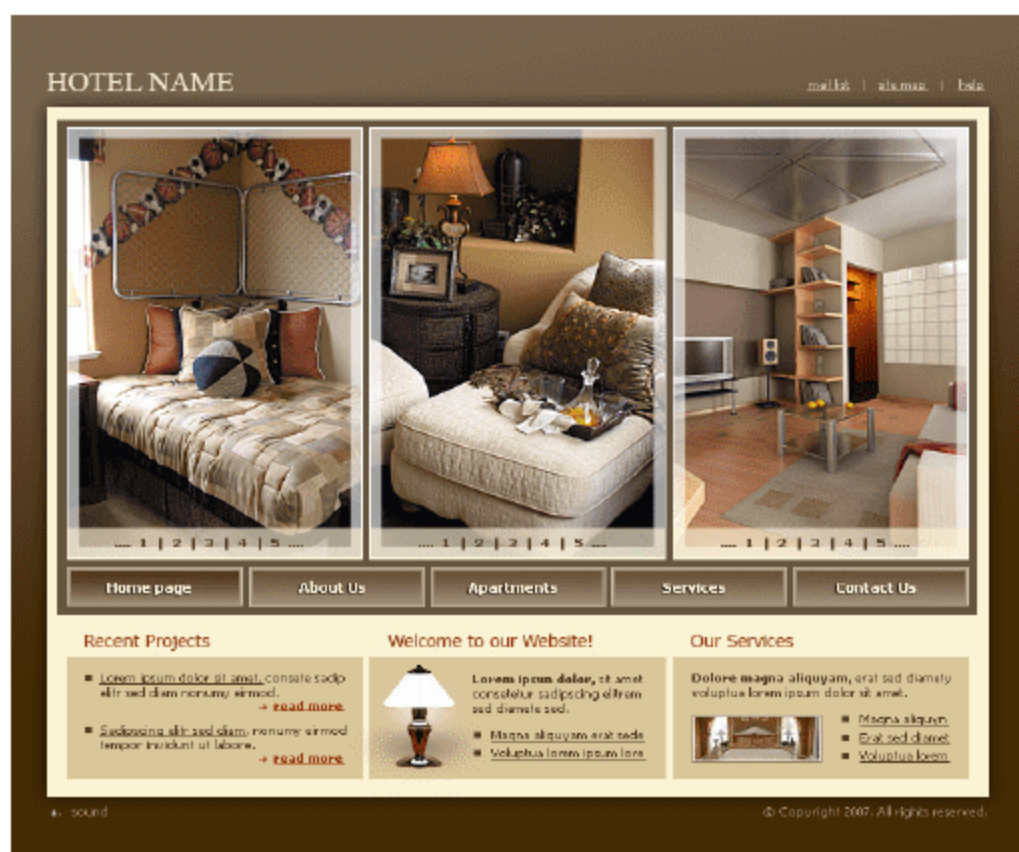 HOTEL NAME
mail list | site map | help
.... 1 | 2 | 3 | 4 | 5 ....
.... 1 | 2 | 3 | 4 | 5 ....
.... 1 | 2 | 3 | 4 | 5 ....
Home page
About Us
Apartments
Services
Contact Us
Recent Projects
Lorem ipsum dolor sit amet, consete sadip
elitr sed diam nonumy eirmod.
→ read more
Sadipscing elitr sed diam, nonumy eirmod
tempor invidunt ut labore.
→ read more
Welcome to our Website!
Lorem ipsum dolor, sit amet
consetetur sadipscing elitrem
sed diamete sed.
Magna aliquyam erat sede
Voluptua lorem ipsum lore
Our Services
Dolore magna aliquyam, erat sed diamety
voluptua lorem ipsum dolor sit amet.
Magna aliquyn
Erat sed diamet
Voluptua lorem
sound
© Copyright 2007. All rights reserved.